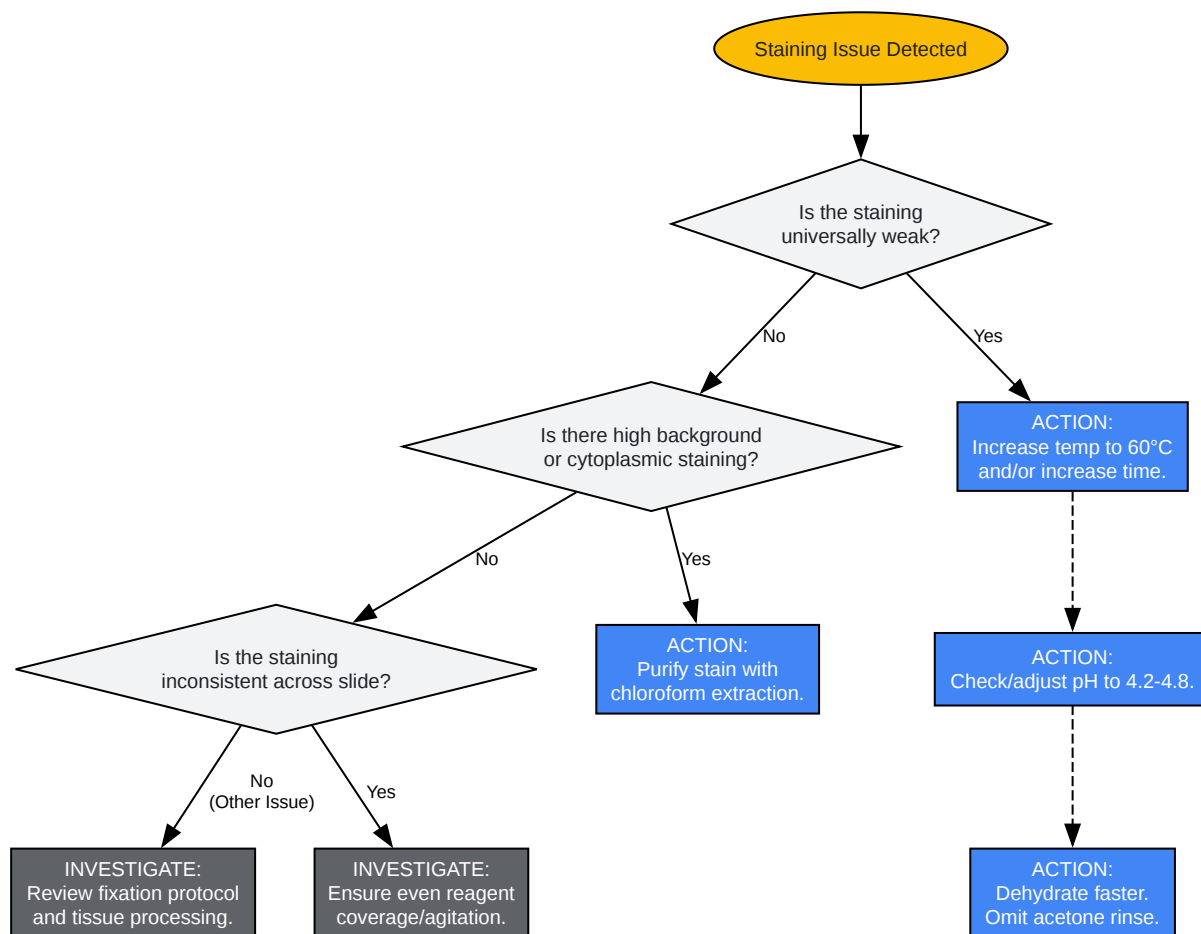 Staining Issue Detected
Is the staining
universally weak?
No
Yes
Is there high background
or cytoplasmic staining?
ACTION:
Increase temp to 60°C
and/or increase time.
No
Yes
Is the staining
inconsistent across slide?
ACTION:
Purify stain with
chloroform extraction.
ACTION:
Check/adjust pH to 4.2-4.8.
No
(Other Issue)
Yes
INVESTIGATE:
Review fixation protocol
and tissue processing.
INVESTIGATE:
Ensure even reagent
coverage/agitation.
ACTION:
Dehydrate faster.
Omit acetone rinse.